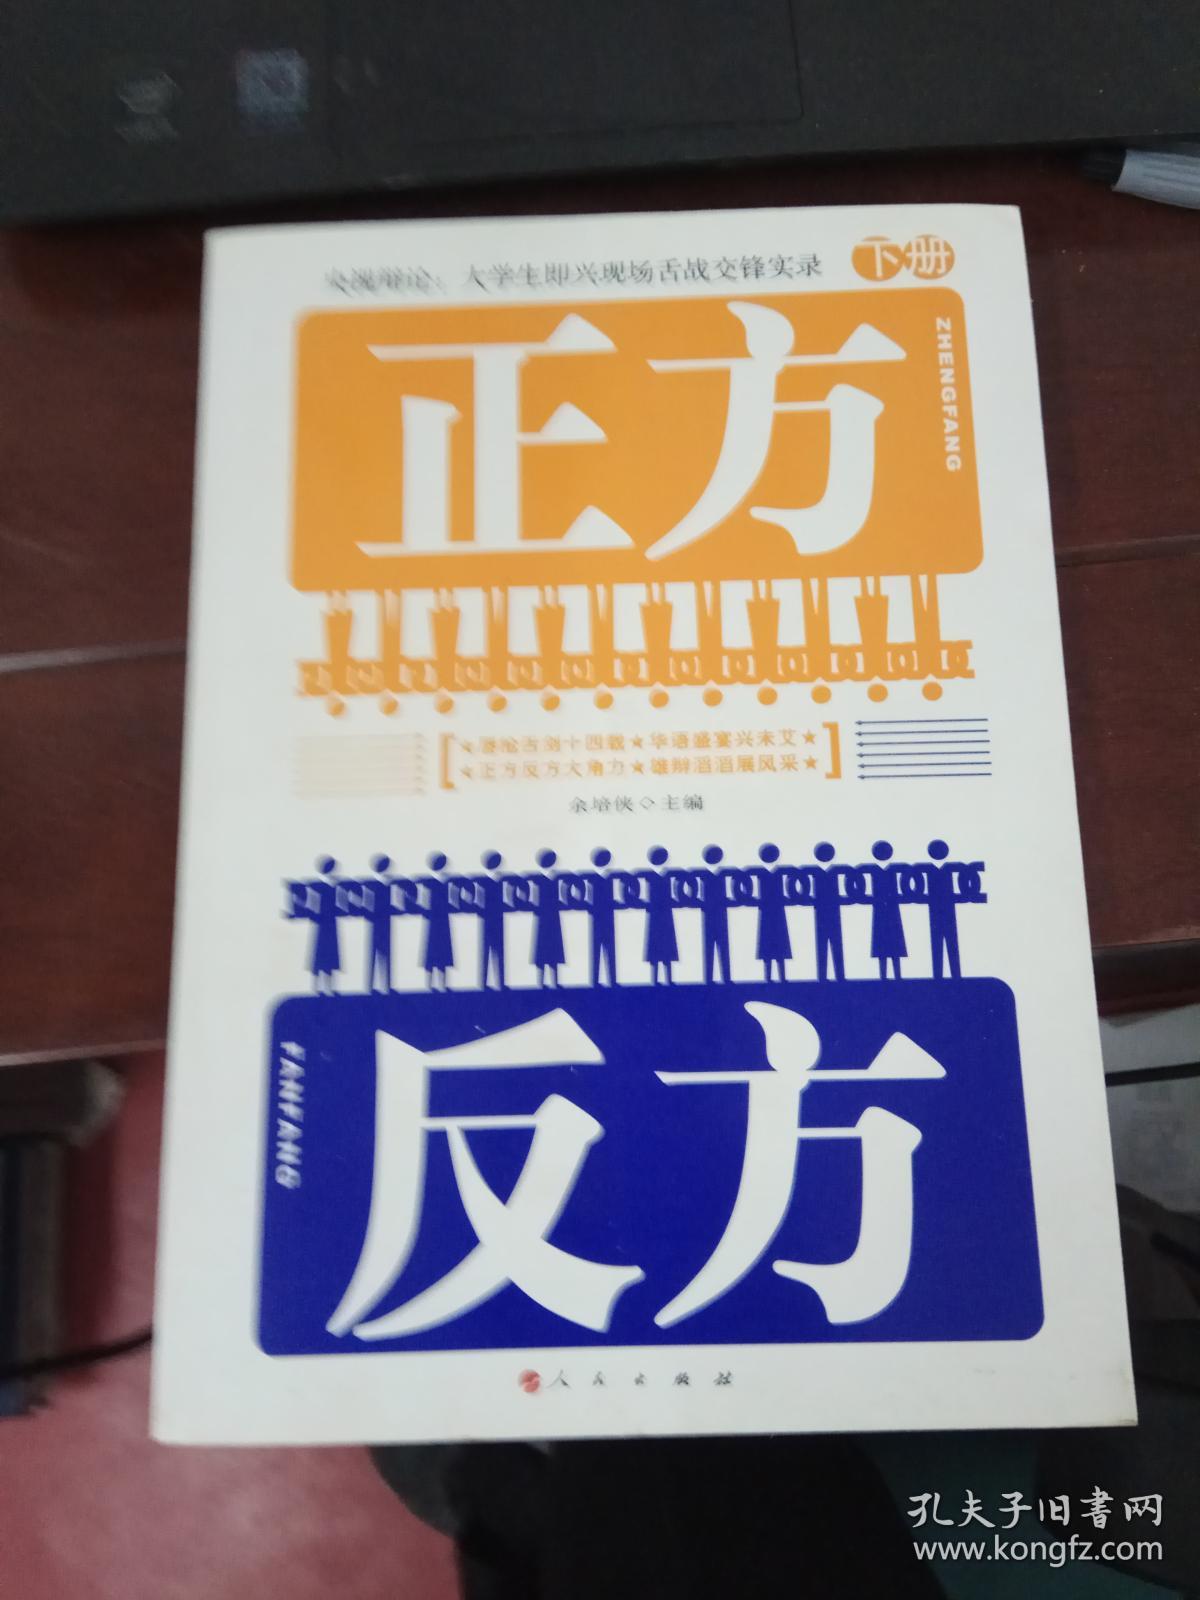 央视辩论：大学生即兴现场舌战交锋实录
下册
正方
ZHENGFANG
★唇枪舌剑十四载★华语盛宴兴未艾★
★正方反方大角力★雄辩滔滔展风采★
余培侠◇主编
反方
FANFANG
人民出版社
孔夫子旧書网
www.kongfz.com